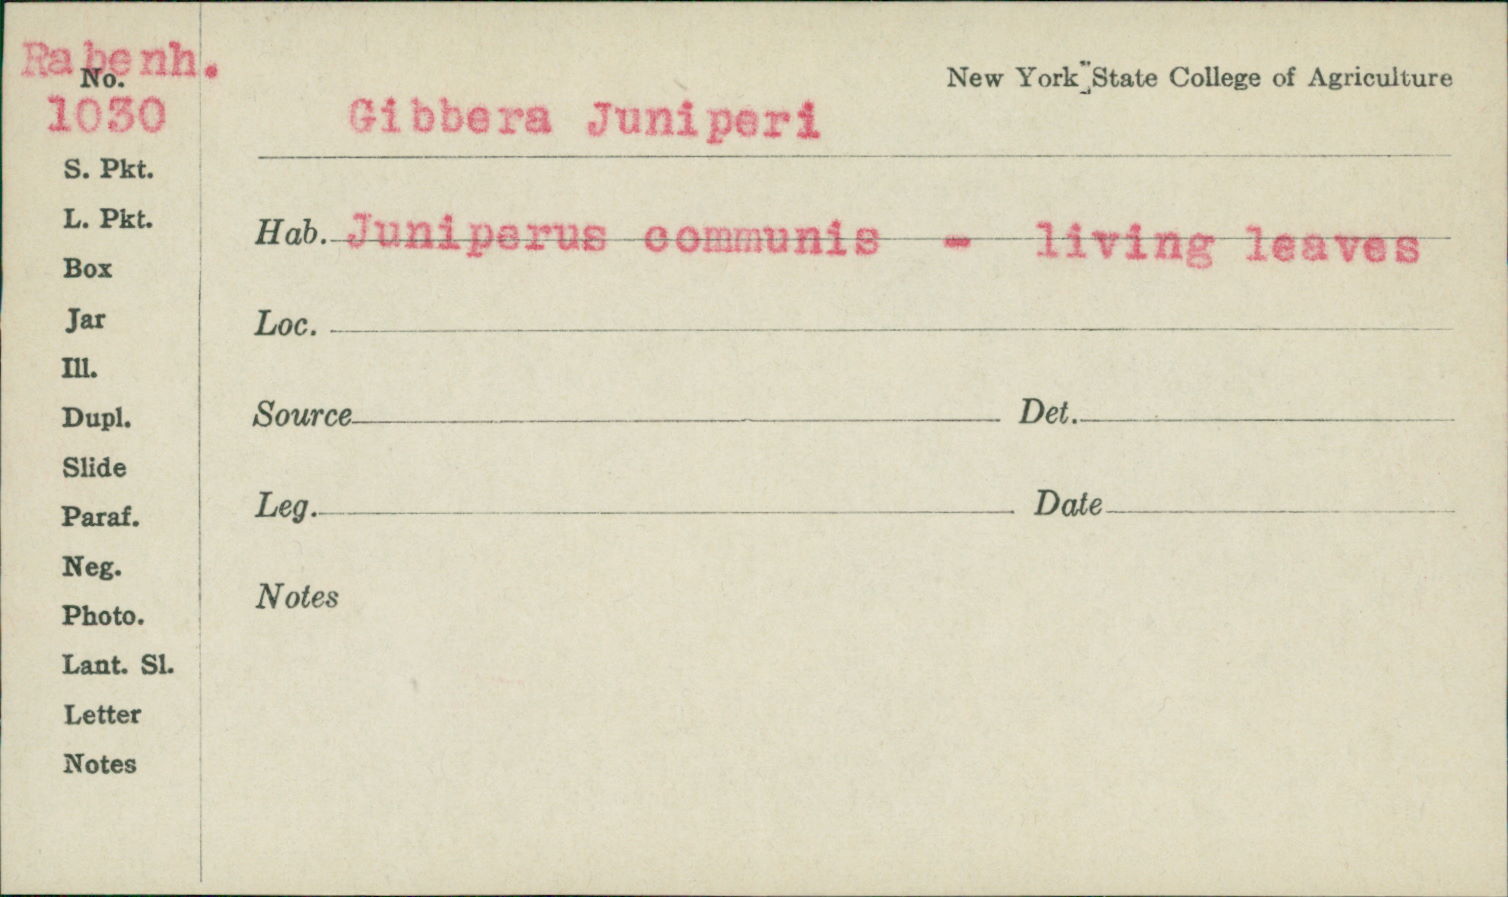 Rabenh.
No.
1030
New York State College of Agriculture
Gibbera Juniperi
S. Pkt.
L. Pkt.
Hab. Juniperus communis - living leaves
Box
Jar
Loc.
Ill.
Dupl.
Source Det.
Slide
Paraf.
Leg. Date
Neg.
Photo.
Notes
Lant. Sl.
Letter
Notes